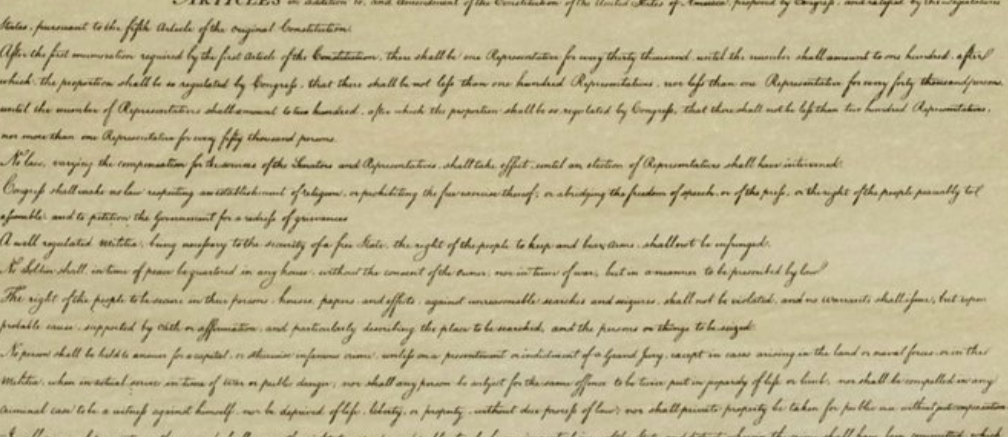 ARTICLES in addition to, and Amendment of the Constitution of the United States of America, proposed by Congress, and ratified by the Legislatures
States, pursuant to the fifth Article of the original Constitution.
After the first enumeration required by the first Article of the Constitution, there shall be one Representative for every thirty thousand, until the number shall amount to one hundred, after
which, the proportion shall be so regulated by Congress, that there shall be not less than one hundred Representatives, nor less than one Representative for every forty thousand persons,
until the number of Representatives shall amount to two hundred, after which the proportion shall be so regulated by Congress, that there shall not be less than two hundred Representatives,
nor more than one Representative for every fifty thousand persons.
No law, varying the compensation for the services of the Senators and Representatives, shall take effect, until an election of Representatives shall have intervened.
Congress shall make no law respecting an establishment of religion, or prohibiting the free exercise thereof; or abridging the freedom of speech, or of the press, or the right of the people peaceably to
assemble, and to petition the Government for a redress of grievances
A well regulated Militia, being necessary to the security of a free State, the right of the people to keep and bear Arms, shall not be infringed.
No Soldier shall, in time of peace be quartered in any house, without the consent of the owner, nor in time of war, but in a manner to be prescribed by law
The right of the people to be secure in their persons, houses, papers, and effects, against unreasonable searches and seizures, shall not be violated, and no Warrants shall issue, but upon
probable cause, supported by oath or affirmation, and particularly describing the place to be searched, and the persons or things to be seized.
No person shall be held to answer for a capital, or otherwise infamous crime, unless on a presentment or indictment of a Grand Jury, except in cases arising in the land or naval forces, or in the
Militia, when in actual service in time of War or public danger; nor shall any person be subject for the same offence to be twice put in jeopardy of life or limb, nor shall be compelled in any
criminal case to be a witness against himself, nor be deprived of life, liberty, or property, without due process of law; nor shall private property be taken for public use without just compensation